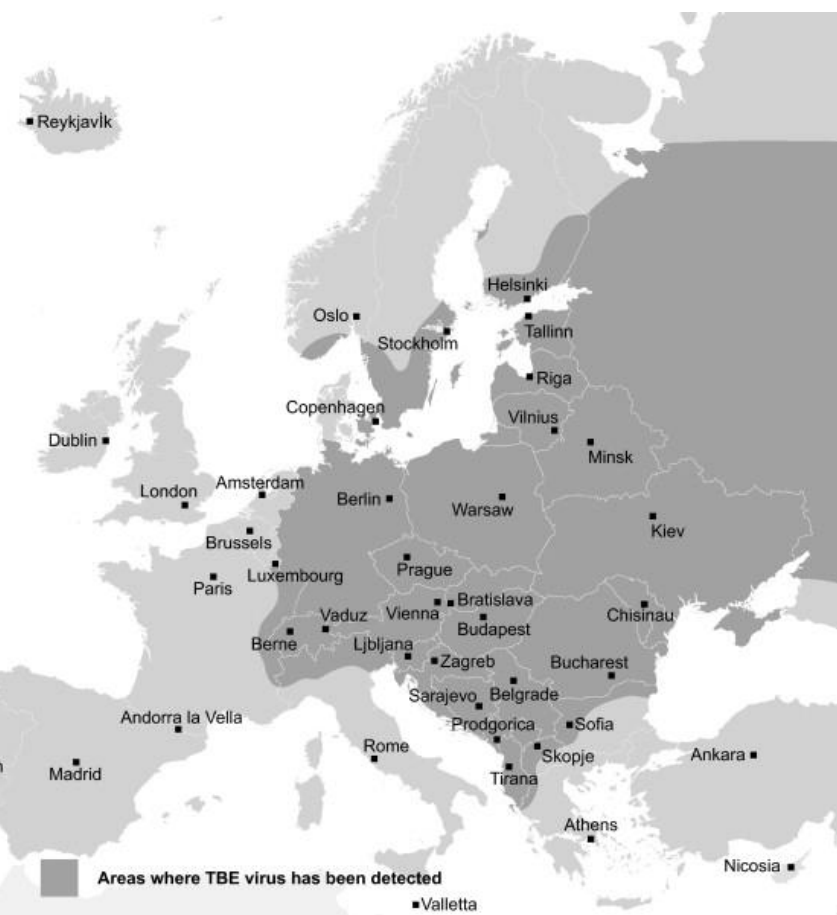 Reykjavİk
Helsinki
Oslo
Tallinn
Stockholm
Riga
Copenhagen
Vilnius
Dublin
Minsk
Amsterdam
London
Berlin
Warsaw
Kiev
Brussels
Prague
Luxembourg
Paris
Bratislava
Vienna
Chisinau
Vaduz
Budapest
Berne
Ljbljana
Zagreb
Bucharest
Sarajevo
Belgrade
Andorra la Vella
Prodgorica
Sofia
Rome
Skopje
Ankara
Madrid
Tirana
Athens
Nicosia
Areas where TBE virus has been detected
Valletta